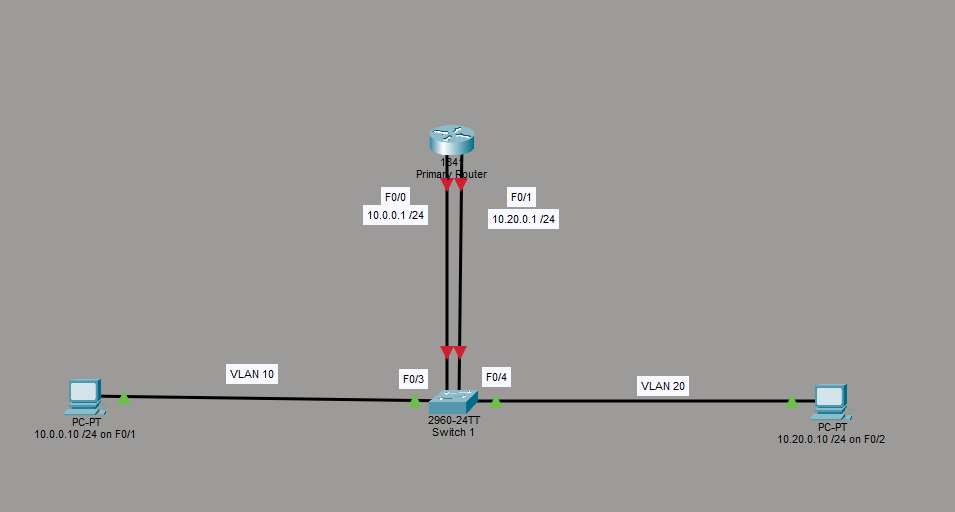 1841
Primary Router
F0/0
F0/1
10.0.0.1 /24
10.20.0.1 /24
VLAN 10
F0/3
F0/4
VLAN 20
PC-PT
10.0.0.10 /24 on F0/1
2960-24TT
Switch 1
PC-PT
10.20.0.10 /24 on F0/2